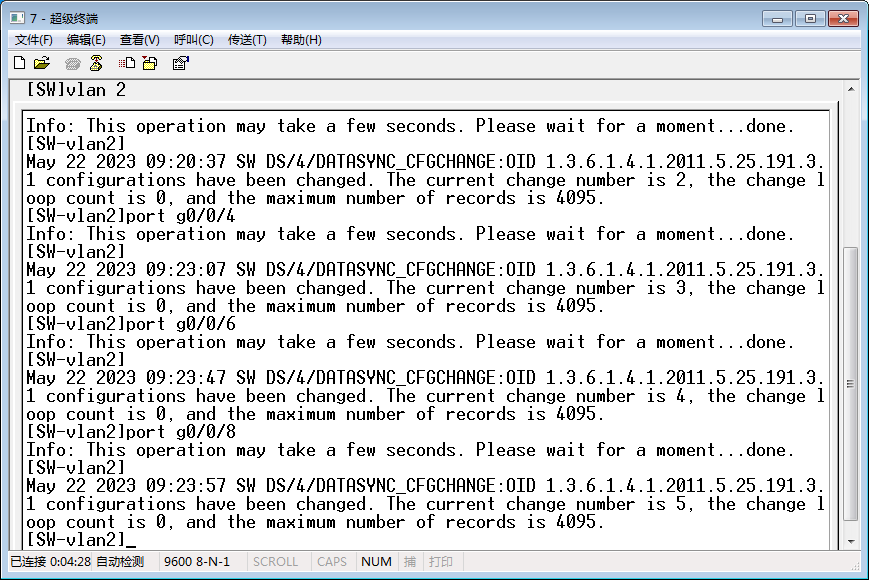 7 - 超级终端
文件(F) 编辑(E) 查看(V) 呼叫(C) 传送(T) 帮助(H)
[SW]vlan 2
Info: This operation may take a few seconds. Please wait for a moment...done.
[SW-vlan2]
May 22 2023 09:20:37 SW DS/4/DATASYNC_CFGCHANGE:OID 1.3.6.1.4.1.2011.5.25.191.3.
1 configurations have been changed. The current change number is 2, the change l
oop count is 0, and the maximum number of records is 4095.
[SW-vlan2]port g0/0/4
Info: This operation may take a few seconds. Please wait for a moment...done.
[SW-vlan2]
May 22 2023 09:23:07 SW DS/4/DATASYNC_CFGCHANGE:OID 1.3.6.1.4.1.2011.5.25.191.3.
1 configurations have been changed. The current change number is 3, the change l
oop count is 0, and the maximum number of records is 4095.
[SW-vlan2]port g0/0/6
Info: This operation may take a few seconds. Please wait for a moment...done.
[SW-vlan2]
May 22 2023 09:23:47 SW DS/4/DATASYNC_CFGCHANGE:OID 1.3.6.1.4.1.2011.5.25.191.3.
1 configurations have been changed. The current change number is 4, the change l
oop count is 0, and the maximum number of records is 4095.
[SW-vlan2]port g0/0/8
Info: This operation may take a few seconds. Please wait for a moment...done.
[SW-vlan2]
May 22 2023 09:23:57 SW DS/4/DATASYNC_CFGCHANGE:OID 1.3.6.1.4.1.2011.5.25.191.3.
1 configurations have been changed. The current change number is 5, the change l
oop count is 0, and the maximum number of records is 4095.
[SW-vlan2]_
已连接 0:04:28 自动检测 9600 8-N-1 SCROLL CAPS NUM 捕 打印